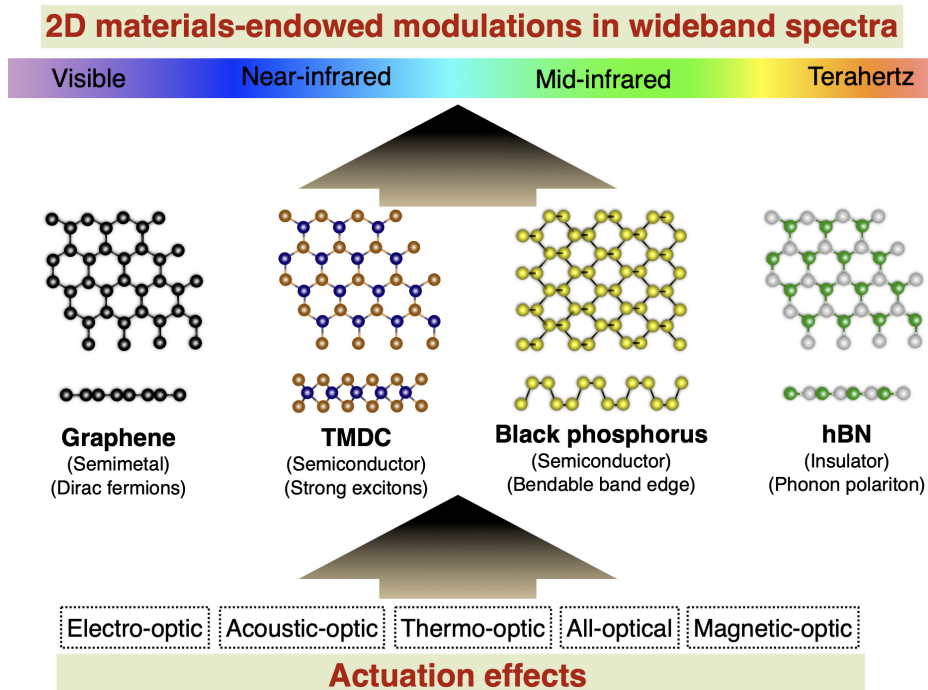 2D materials-endowed modulations in wideband spectra
Visible Near-infrared Mid-infrared Terahertz
Graphene TMDC Black phosphorus hBN
(Semimetal) (Semiconductor) (Semiconductor) (Insulator)
(Dirac fermions) (Strong excitons) (Bendable band edge) (Phonon polariton)
Electro-optic Acoustic-optic Thermo-optic All-optical Magnetic-optic
Actuation effects